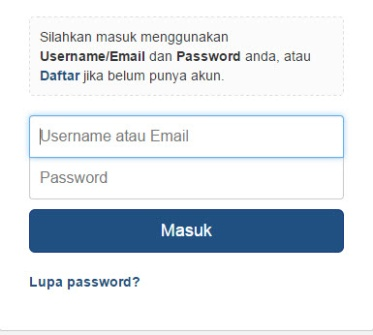 Silahkan masuk menggunakan
Username/Email dan Password anda, atau
Daftar jika belum punya akun.
Username atau Email
Password
Masuk
Lupa password?